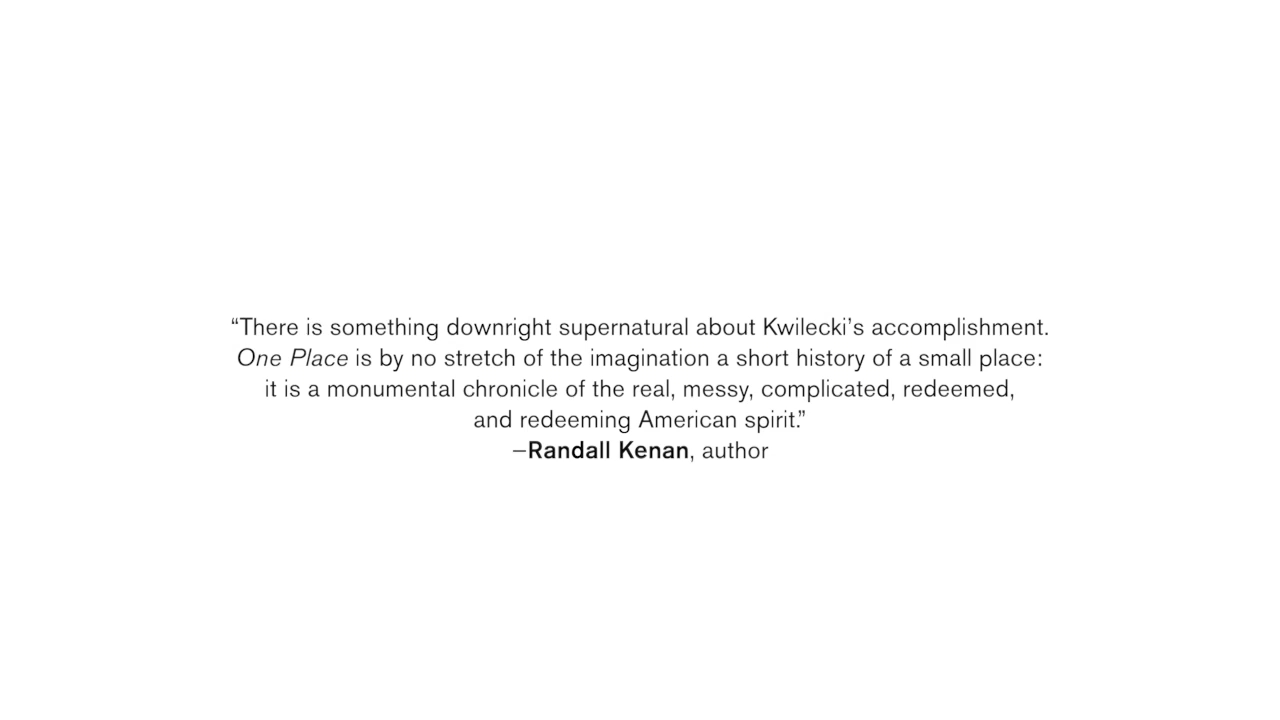 “There is something downright supernatural about Kwilecki’s accomplishment.
One Place is by no stretch of the imagination a short history of a small place:
it is a monumental chronicle of the real, messy, complicated, redeemed,
and redeeming American spirit.”
–Randall Kenan, author